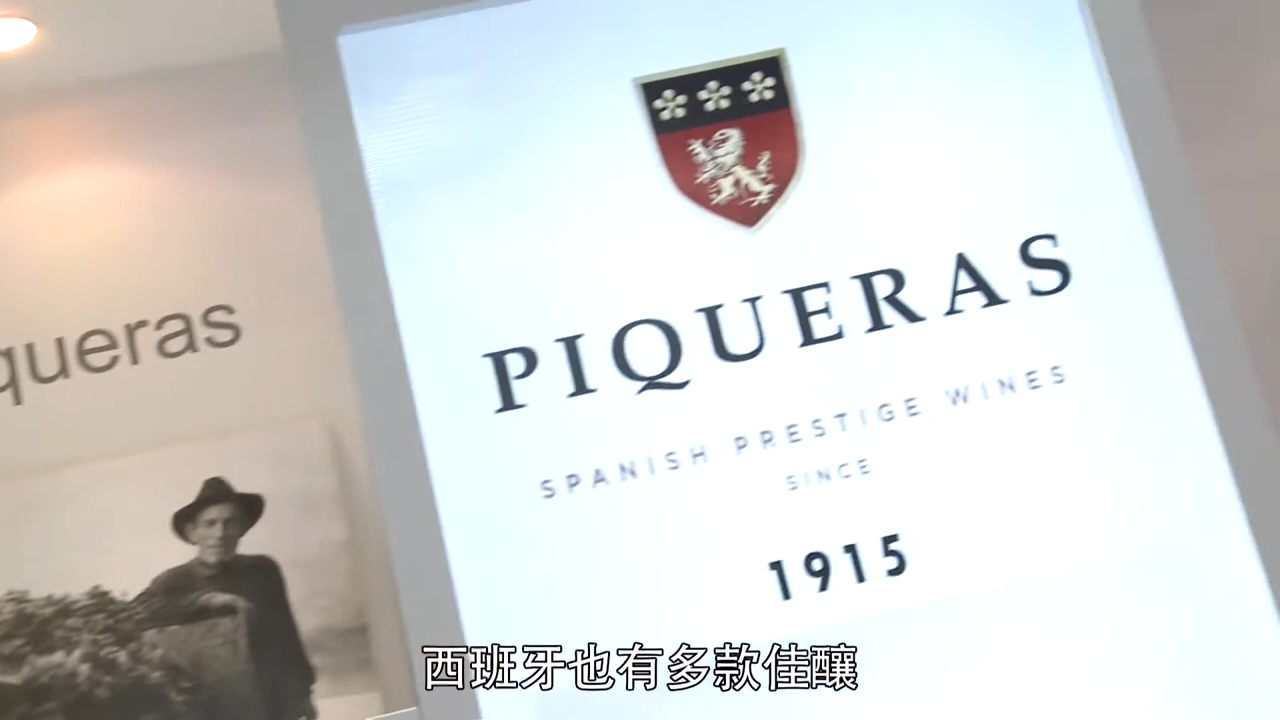 queras
PIQUERAS
SPANISH PRESTIGE WINES
SINCE
1915
西班牙也有多款佳釀